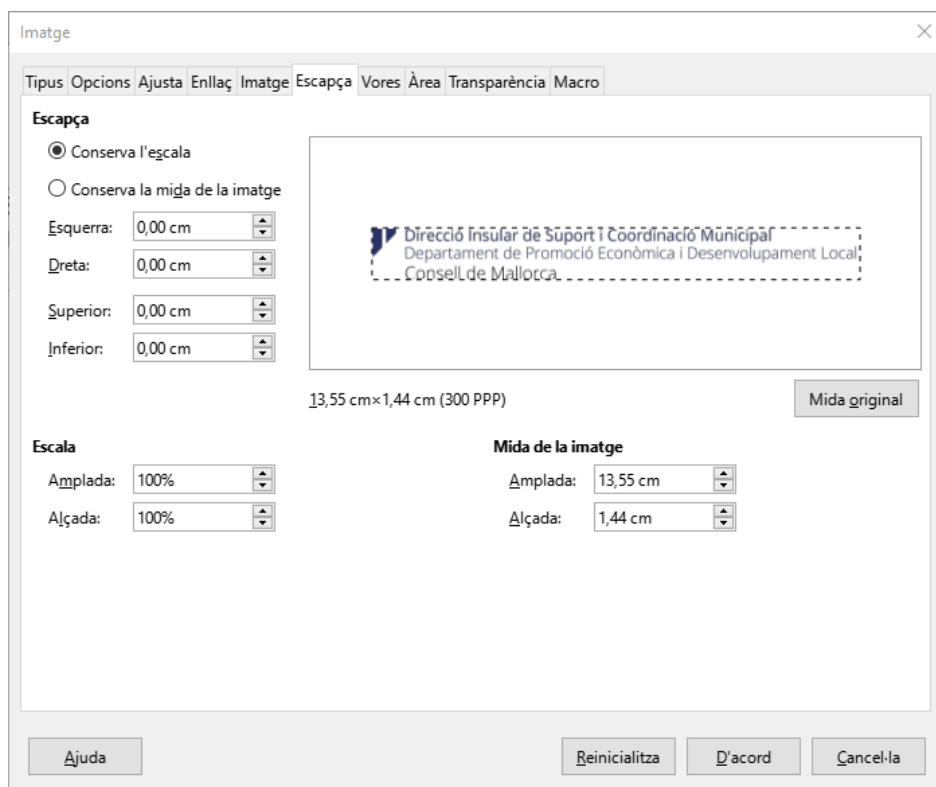 Imatge
Tipus Opcions Ajusta Enllaç Imatge Escapça Vores Àrea Transparència Macro
Escapça
Conserva l'escala
Conserva la mida de la imatge
Esquerra: 0,00 cm
Dreta: 0,00 cm
Superior: 0,00 cm
Inferior: 0,00 cm
Direcció Insular de Suport i Coordinació Municipal
Departament de Promoció Econòmica i Desenvolupament Local
Consell de Mallorca
13,55 cm×1,44 cm (300 PPP)
Mida original
Escala
Amplada: 100%
Alçada: 100%
Mida de la imatge
Amplada: 13,55 cm
Alçada: 1,44 cm
Ajuda
Reinicialitza
D'acord
Cancel·la